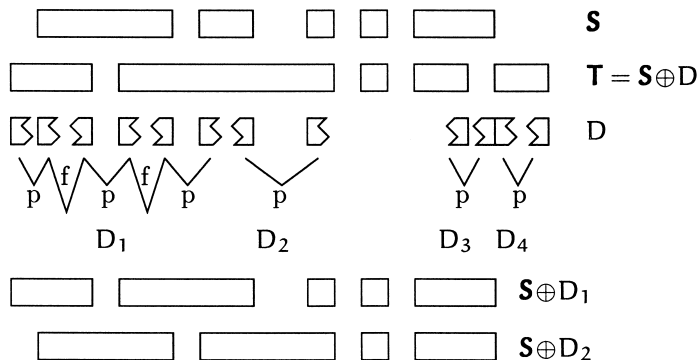 S
T = S⊕D
D
p f p f p p p p
D₁ D₂ D₃ D₄
S⊕D₁
S⊕D₂